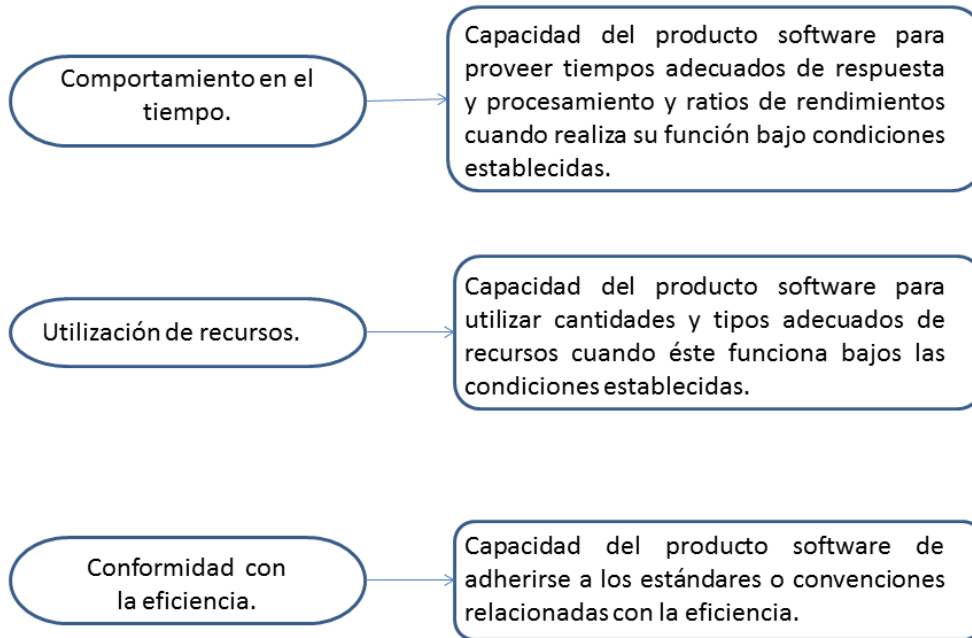 Comportamiento en el
tiempo.
Capacidad del producto software para
proveer tiempos adecuados de respuesta
y procesamiento y ratios de rendimientos
cuando realiza su función bajo condiciones
establecidas.
Utilización de recursos.
Capacidad del producto software para
utilizar cantidades y tipos adecuados de
recursos cuando éste funciona bajos las
condiciones establecidas.
Conformidad con
la eficiencia.
Capacidad del producto software de
adherirse a los estándares o convenciones
relacionadas con la eficiencia.